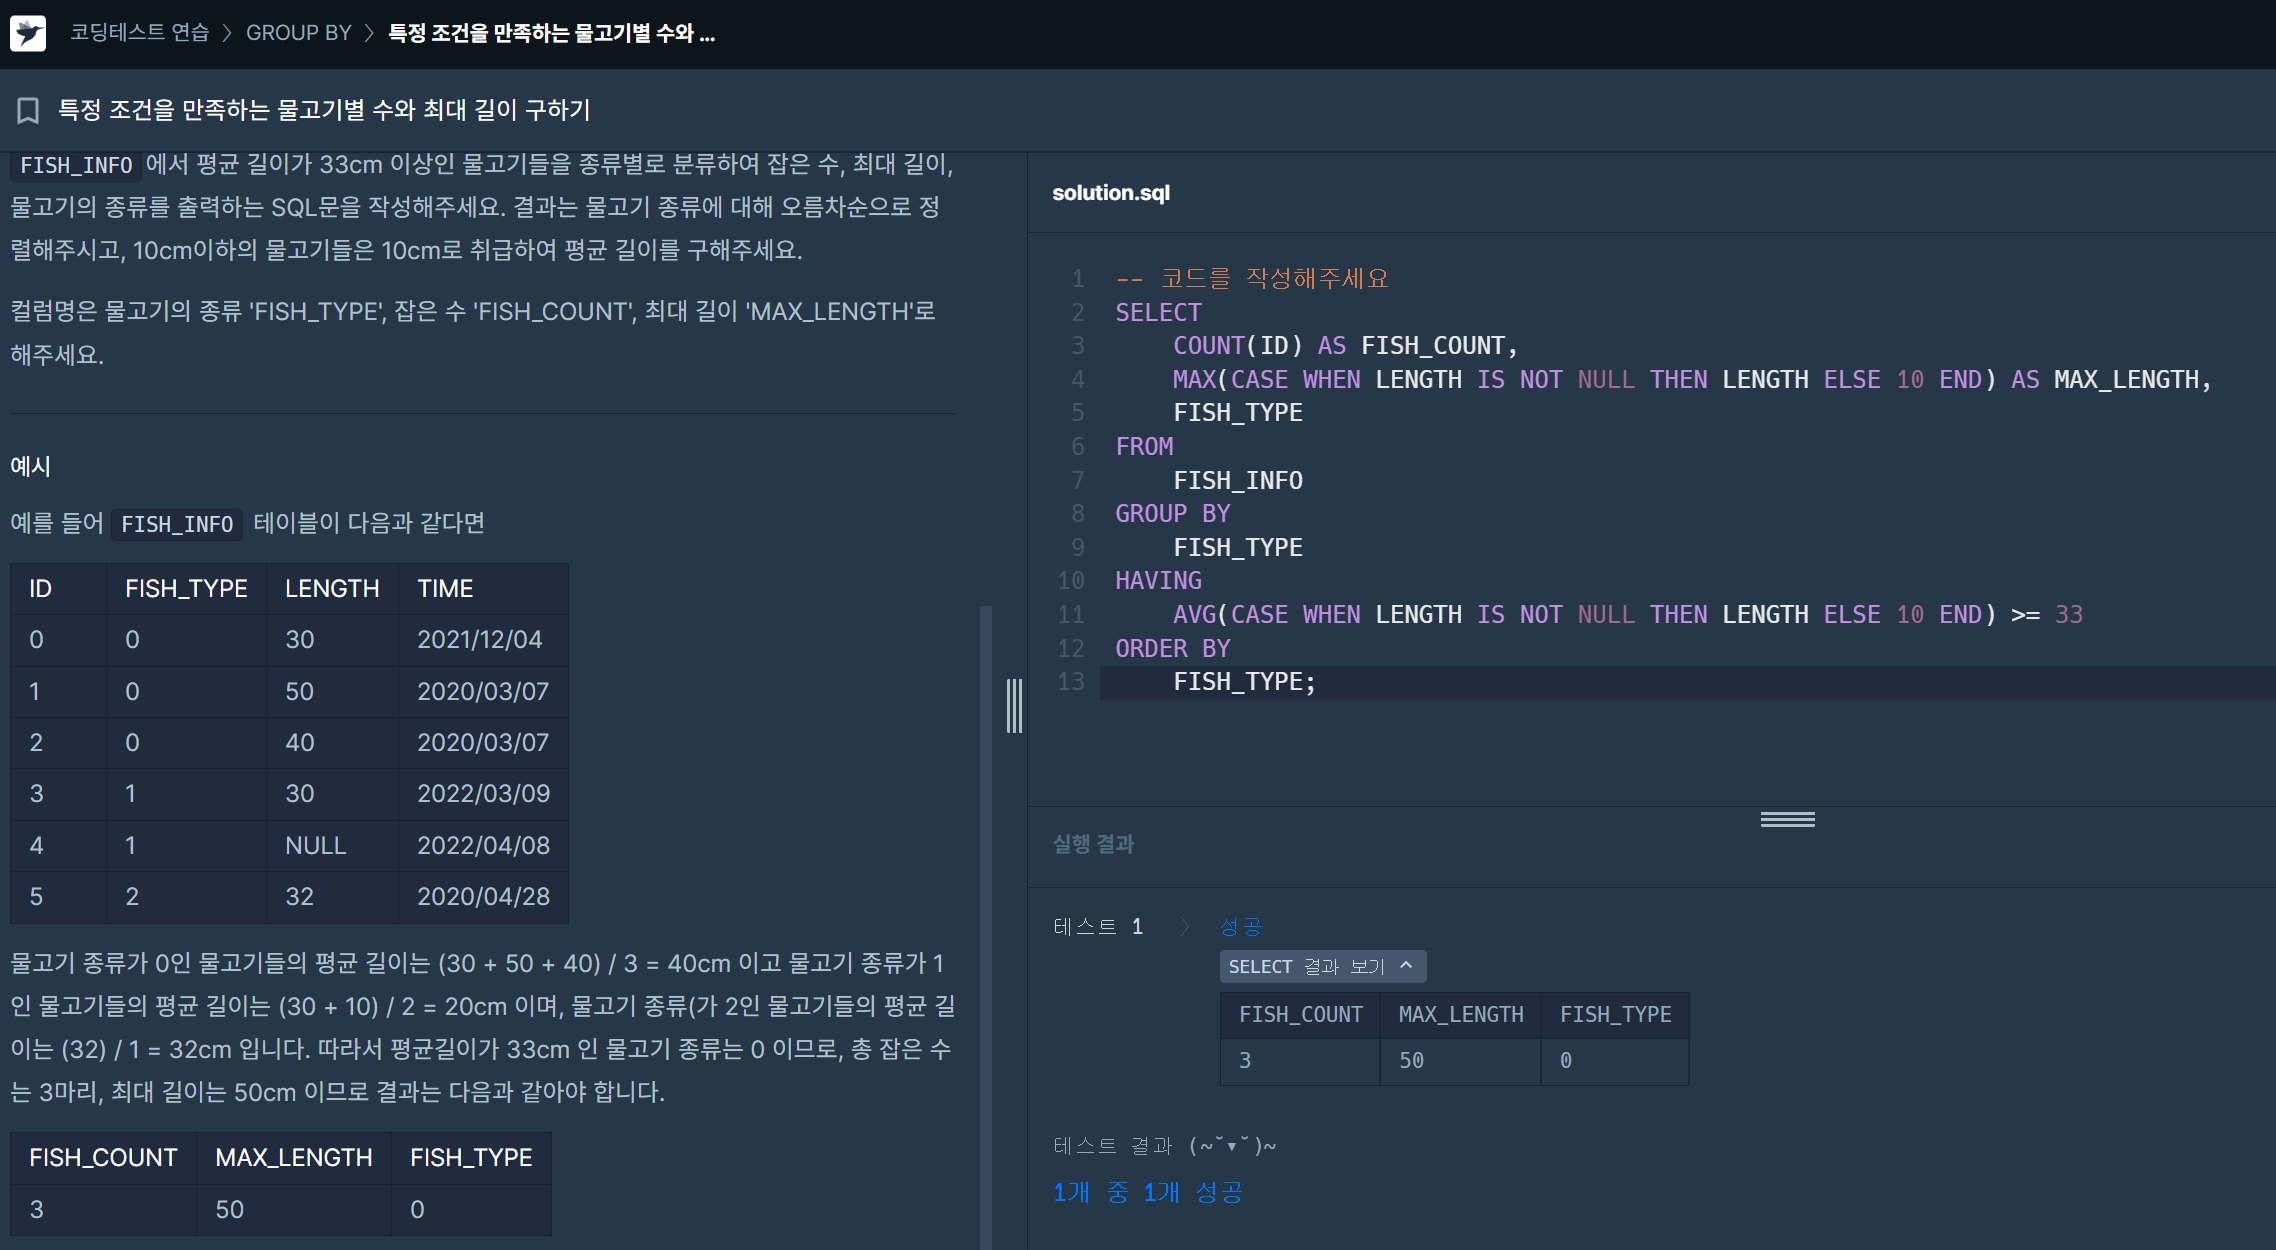 코딩테스트 연습 > GROUP BY > 특정 조건을 만족하는 물고기별 수와 ...
특정 조건을 만족하는 물고기별 수와 최대 길이 구하기
FISH_INFO 에서 평균 길이가 33cm 이상인 물고기들을 종류별로 분류하여 잡은 수, 최대 길이,
물고기의 종류를 출력하는 SQL문을 작성해주세요. 결과는 물고기 종류에 대해 오름차순으로 정
렬해주시고, 10cm이하의 물고기들은 10cm로 취급하여 평균 길이를 구해주세요.
컬럼명은 물고기의 종류 'FISH_TYPE', 잡은 수 'FISH_COUNT', 최대 길이 'MAX_LENGTH'로
해주세요.
예시
예를 들어 FISH_INFO 테이블이 다음과 같다면
ID FISH_TYPE LENGTH TIME
0 0 30 2021/12/04
1 0 50 2020/03/07
2 0 40 2020/03/07
3 1 30 2022/03/09
4 1 NULL 2022/04/08
5 2 32 2020/04/28
물고기 종류가 0인 물고기들의 평균 길이는 (30 + 50 + 40) / 3 = 40cm 이고 물고기 종류가 1
인 물고기들의 평균 길이는 (30 + 10) / 2 = 20cm 이며, 물고기 종류(가 2인 물고기들의 평균 길
이는 (32) / 1 = 32cm 입니다. 따라서 평균길이가 33cm 인 물고기 종류는 0 이므로, 총 잡은 수
는 3마리, 최대 길이는 50cm 이므로 결과는 다음과 같아야 합니다.
FISH_COUNT MAX_LENGTH FISH_TYPE
3 50 0
solution.sql
1 -- 코드를 작성해주세요
2 SELECT
3 COUNT(ID) AS FISH_COUNT,
4 MAX(CASE WHEN LENGTH IS NOT NULL THEN LENGTH ELSE 10 END) AS MAX_LENGTH,
5 FISH_TYPE
6 FROM
7 FISH_INFO
8 GROUP BY
9 FISH_TYPE
10 HAVING
11 AVG(CASE WHEN LENGTH IS NOT NULL THEN LENGTH ELSE 10 END) >= 33
12 ORDER BY
13 FISH_TYPE;
실행 결과
테스트 1 > 성공
SELECT 결과 보기
FISH_COUNT MAX_LENGTH FISH_TYPE
3 50 0
테스트 결과 (~˘▾˘)~
1개 중 1개 성공